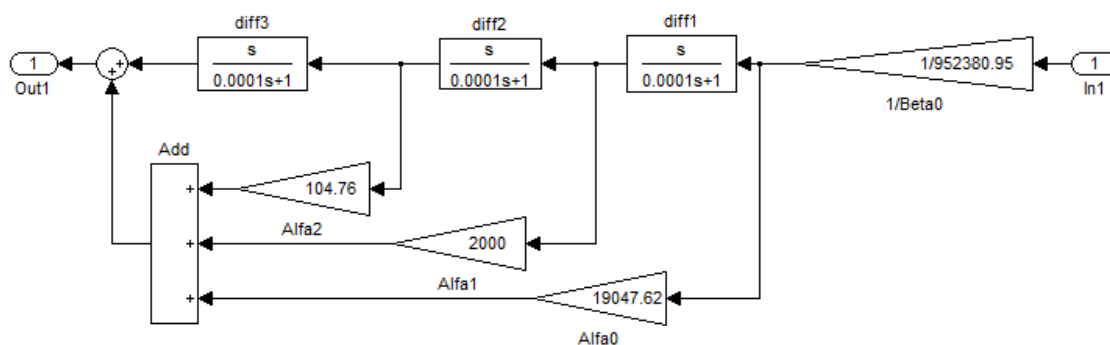 diff3
diff2
diff1
1
Out1
+
+
s
0.0001s+1
s
0.0001s+1
s
0.0001s+1
1/952380.95
1/Beta0
1
In1
Add
+
104.76
Alfa2
+
2000
Alfa1
+
19047.62
Alfa0